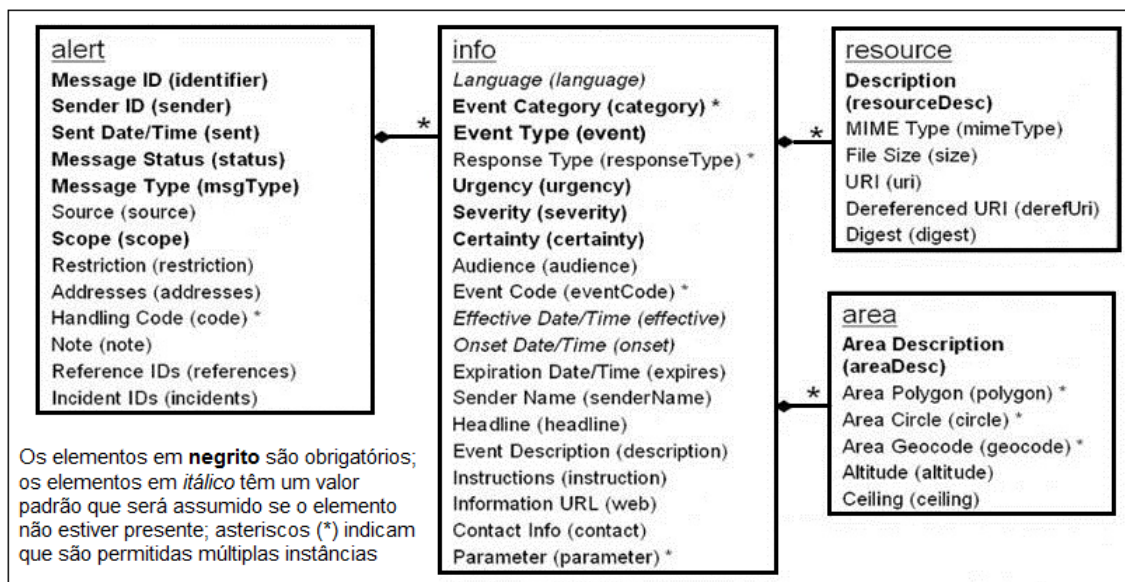 alert
Message ID (identifier)
Sender ID (sender)
Sent Date/Time (sent)
Message Status (status)
Message Type (msgType)
Source (source)
Scope (scope)
Restriction (restriction)
Addresses (addresses)
Handling Code (code) *
Note (note)
Reference IDs (references)
Incident IDs (incidents)
*
info
Language (language)
Event Category (category) *
Event Type (event)
Response Type (responseType) *
Urgency (urgency)
Severity (severity)
Certainty (certainty)
Audience (audience)
Event Code (eventCode) *
Effective Date/Time (effective)
Onset Date/Time (onset)
Expiration Date/Time (expires)
Sender Name (senderName)
Headline (headline)
Event Description (description)
Instructions (instruction)
Information URL (web)
Contact Info (contact)
Parameter (parameter) *
*
resource
Description
(resourceDesc)
MIME Type (mimeType)
File Size (size)
URI (uri)
Dereferenced URI (derefUri)
Digest (digest)
*
area
Area Description
(areaDesc)
Area Polygon (polygon) *
Area Circle (circle) *
Area Geocode (geocode) *
Altitude (altitude)
Ceiling (ceiling)
Os elementos em negrito são obrigatórios;
os elementos em itálico têm um valor
padrão que será assumido se o elemento
não estiver presente; asteriscos (*) indicam
que são permitidas múltiplas instâncias